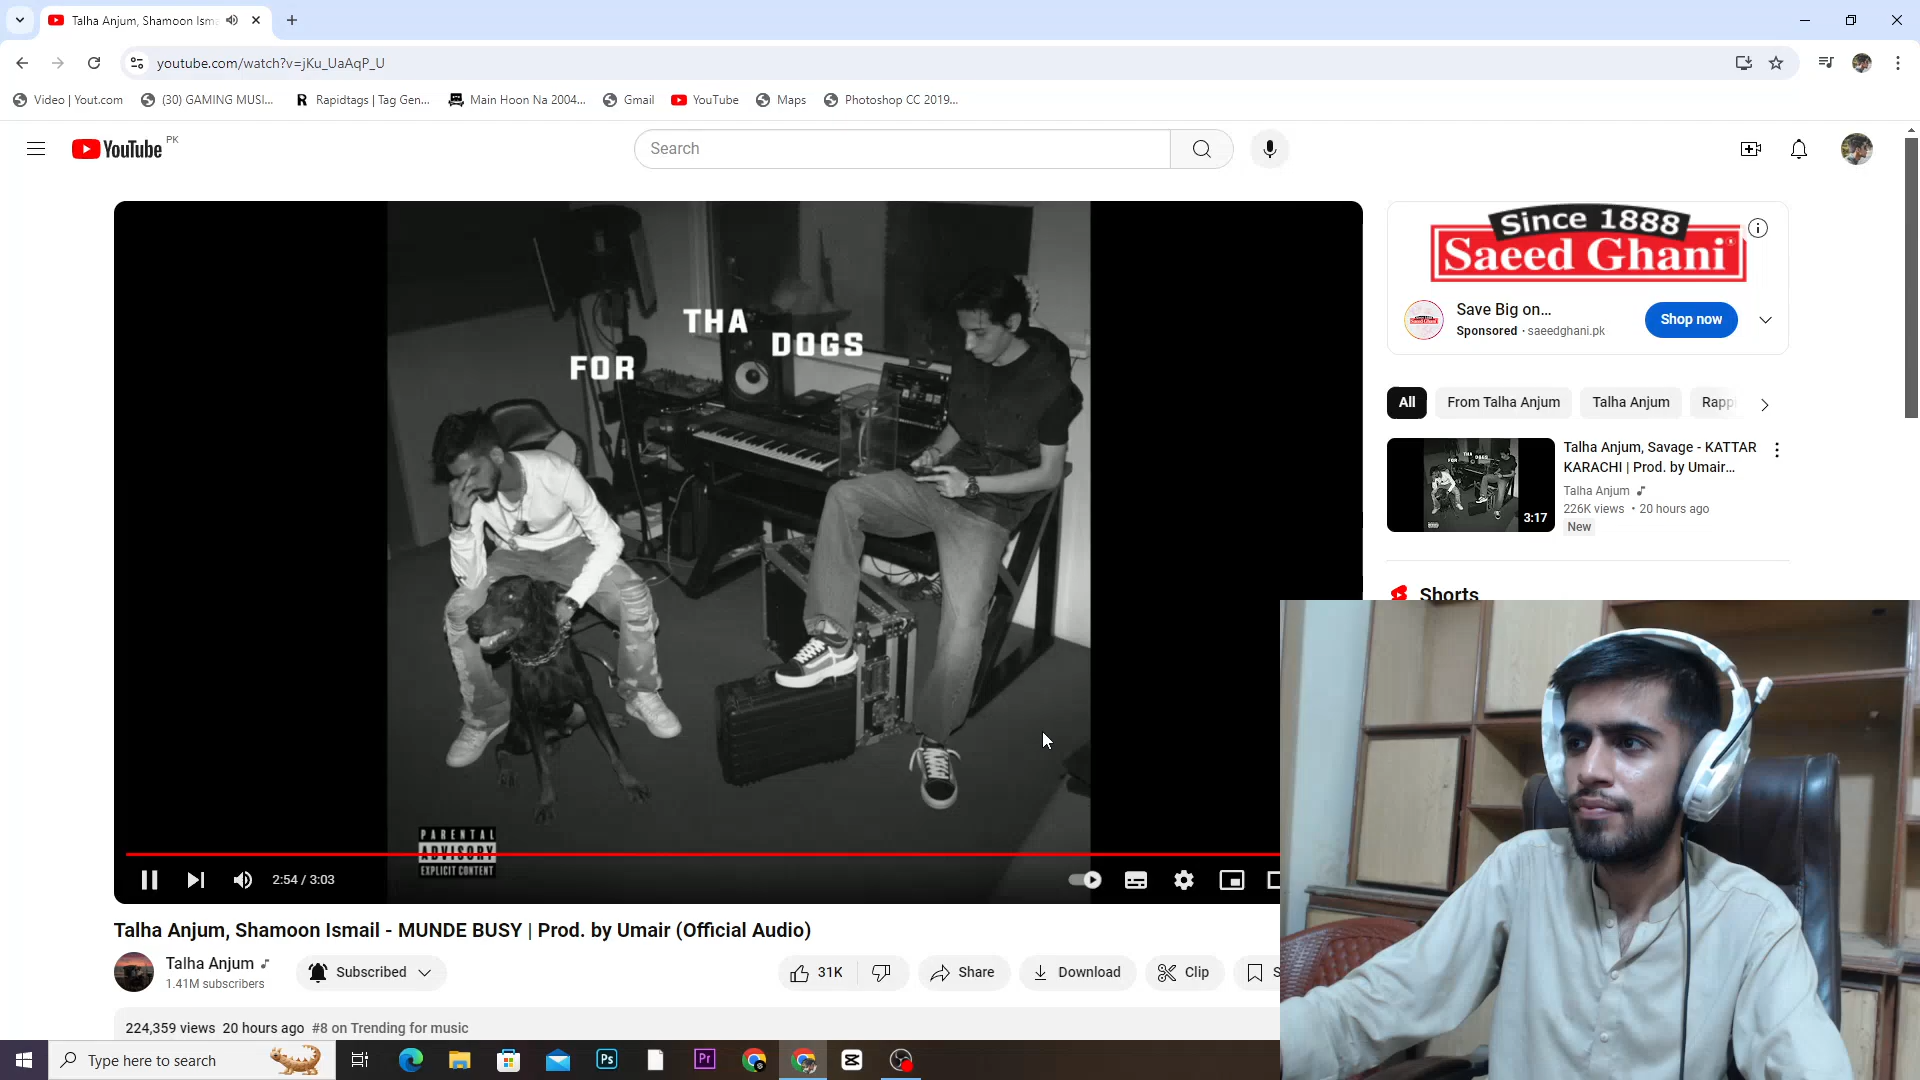 Talha Anjum, Shamoon Isma
youtube.com/watch?v=jKu_UaAqP_U
Video | Yout.com
(30) GAMING MUSI...
Rapidtags | Tag Gen...
Main Hoon Na 2004...
Gmail
YouTube
Maps
Photoshop CC 2019...
YouTube PK
Search
THA
DOGS
FOR
PARENTAL
ADVISORY
EXPLICIT CONTENT
2:54 / 3:03
Since 1888
Saeed Ghani
Save Big on...
Sponsored · saeedghani.pk
Shop now
All
From Talha Anjum
Talha Anjum
Rapp
FOR THA DOGS
3:17
Talha Anjum, Savage - KATTAR
KARACHI | Prod. by Umair...
Talha Anjum
226K views • 20 hours ago
New
Shorts
Talha Anjum, Shamoon Ismail - MUNDE BUSY | Prod. by Umair (Official Audio)
Talha Anjum
1.41M subscribers
Subscribed
31K
Share
Download
Clip
S
224,359 views 20 hours ago #8 on Trending for music
Type here to search
Ps
Pr